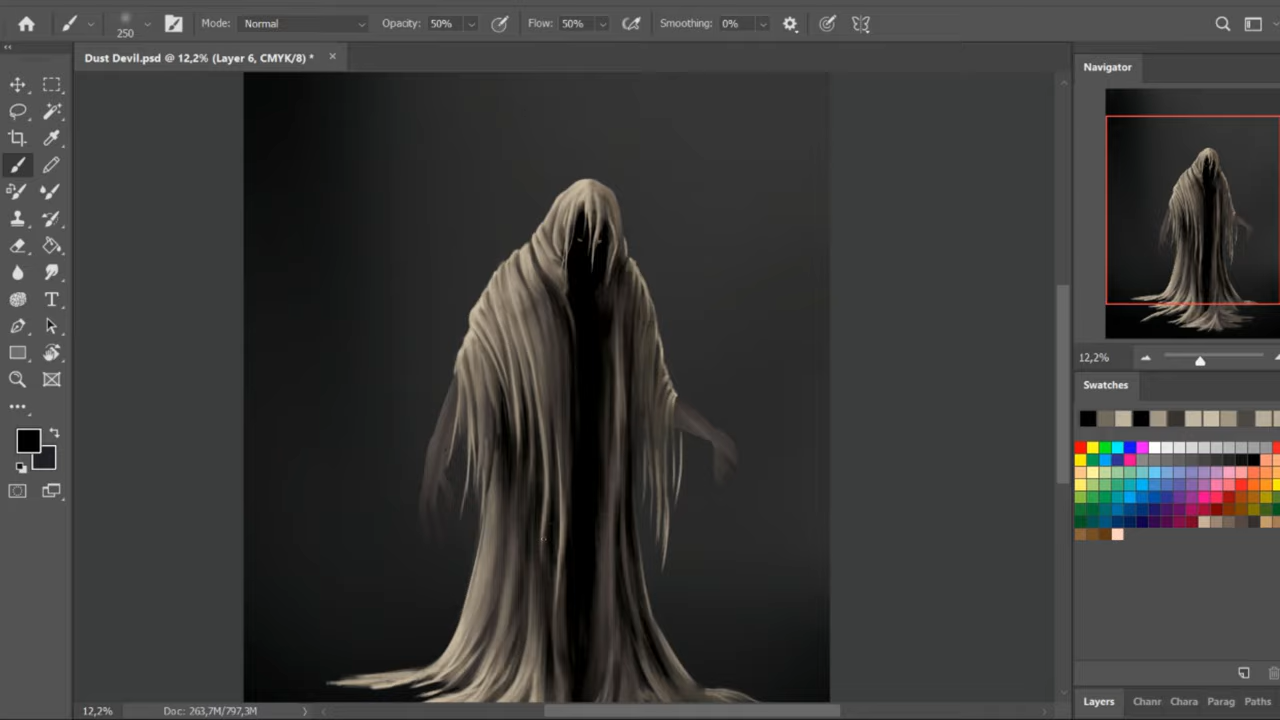 250
Mode: Normal
Opacity: 50%
Flow: 50%
Smoothing: 0%
Dust Devil.psd @ 12,2% (Layer 6, CMYK/8) *
Navigator
12,2%
Swatches
Layers Chanr Chara Parag Paths
12,2% Doc: 263,7M/797,3M